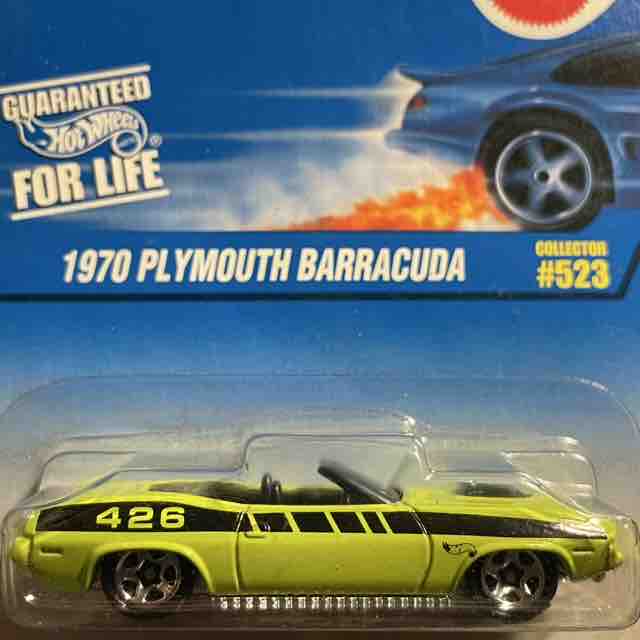 GUARANTEED
Hot Wheels
FOR LIFE
1970 PLYMOUTH BARRACUDA
COLLECTOR
#523
426